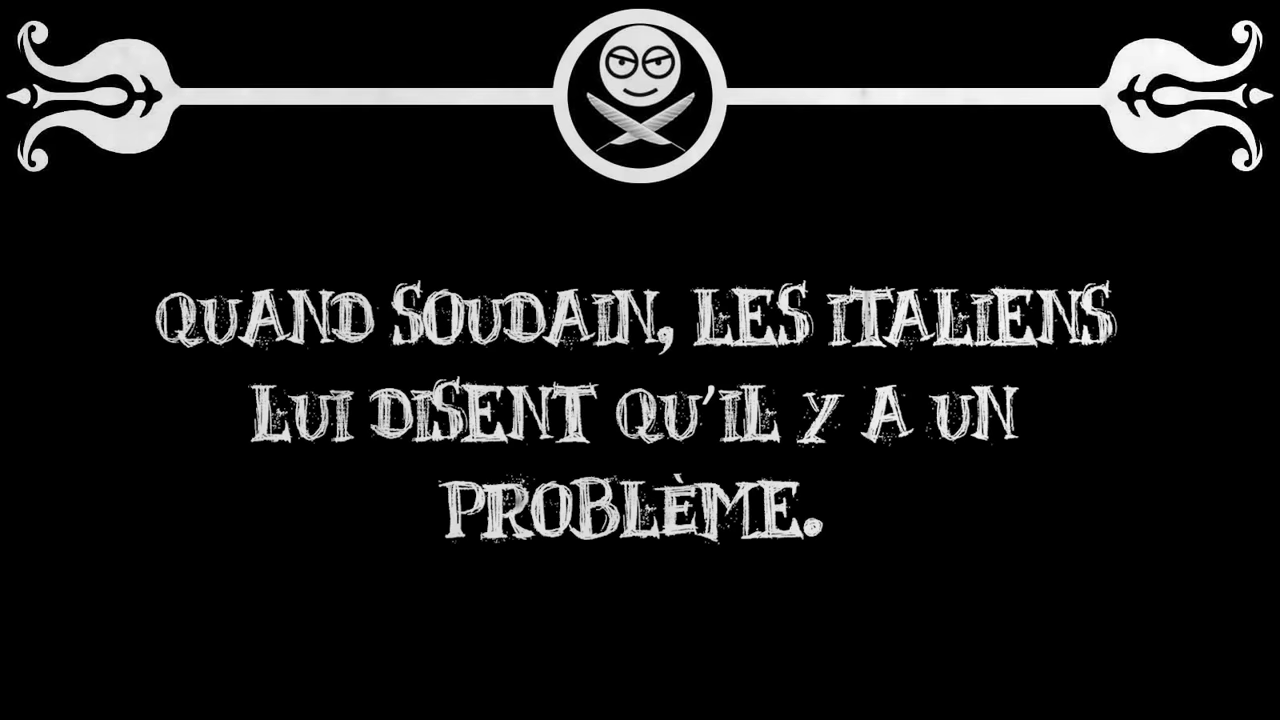 QUAND SOUDAIN, LES ITALIENS
LUI DISENT QU'IL Y A UN
PROBLÈME.